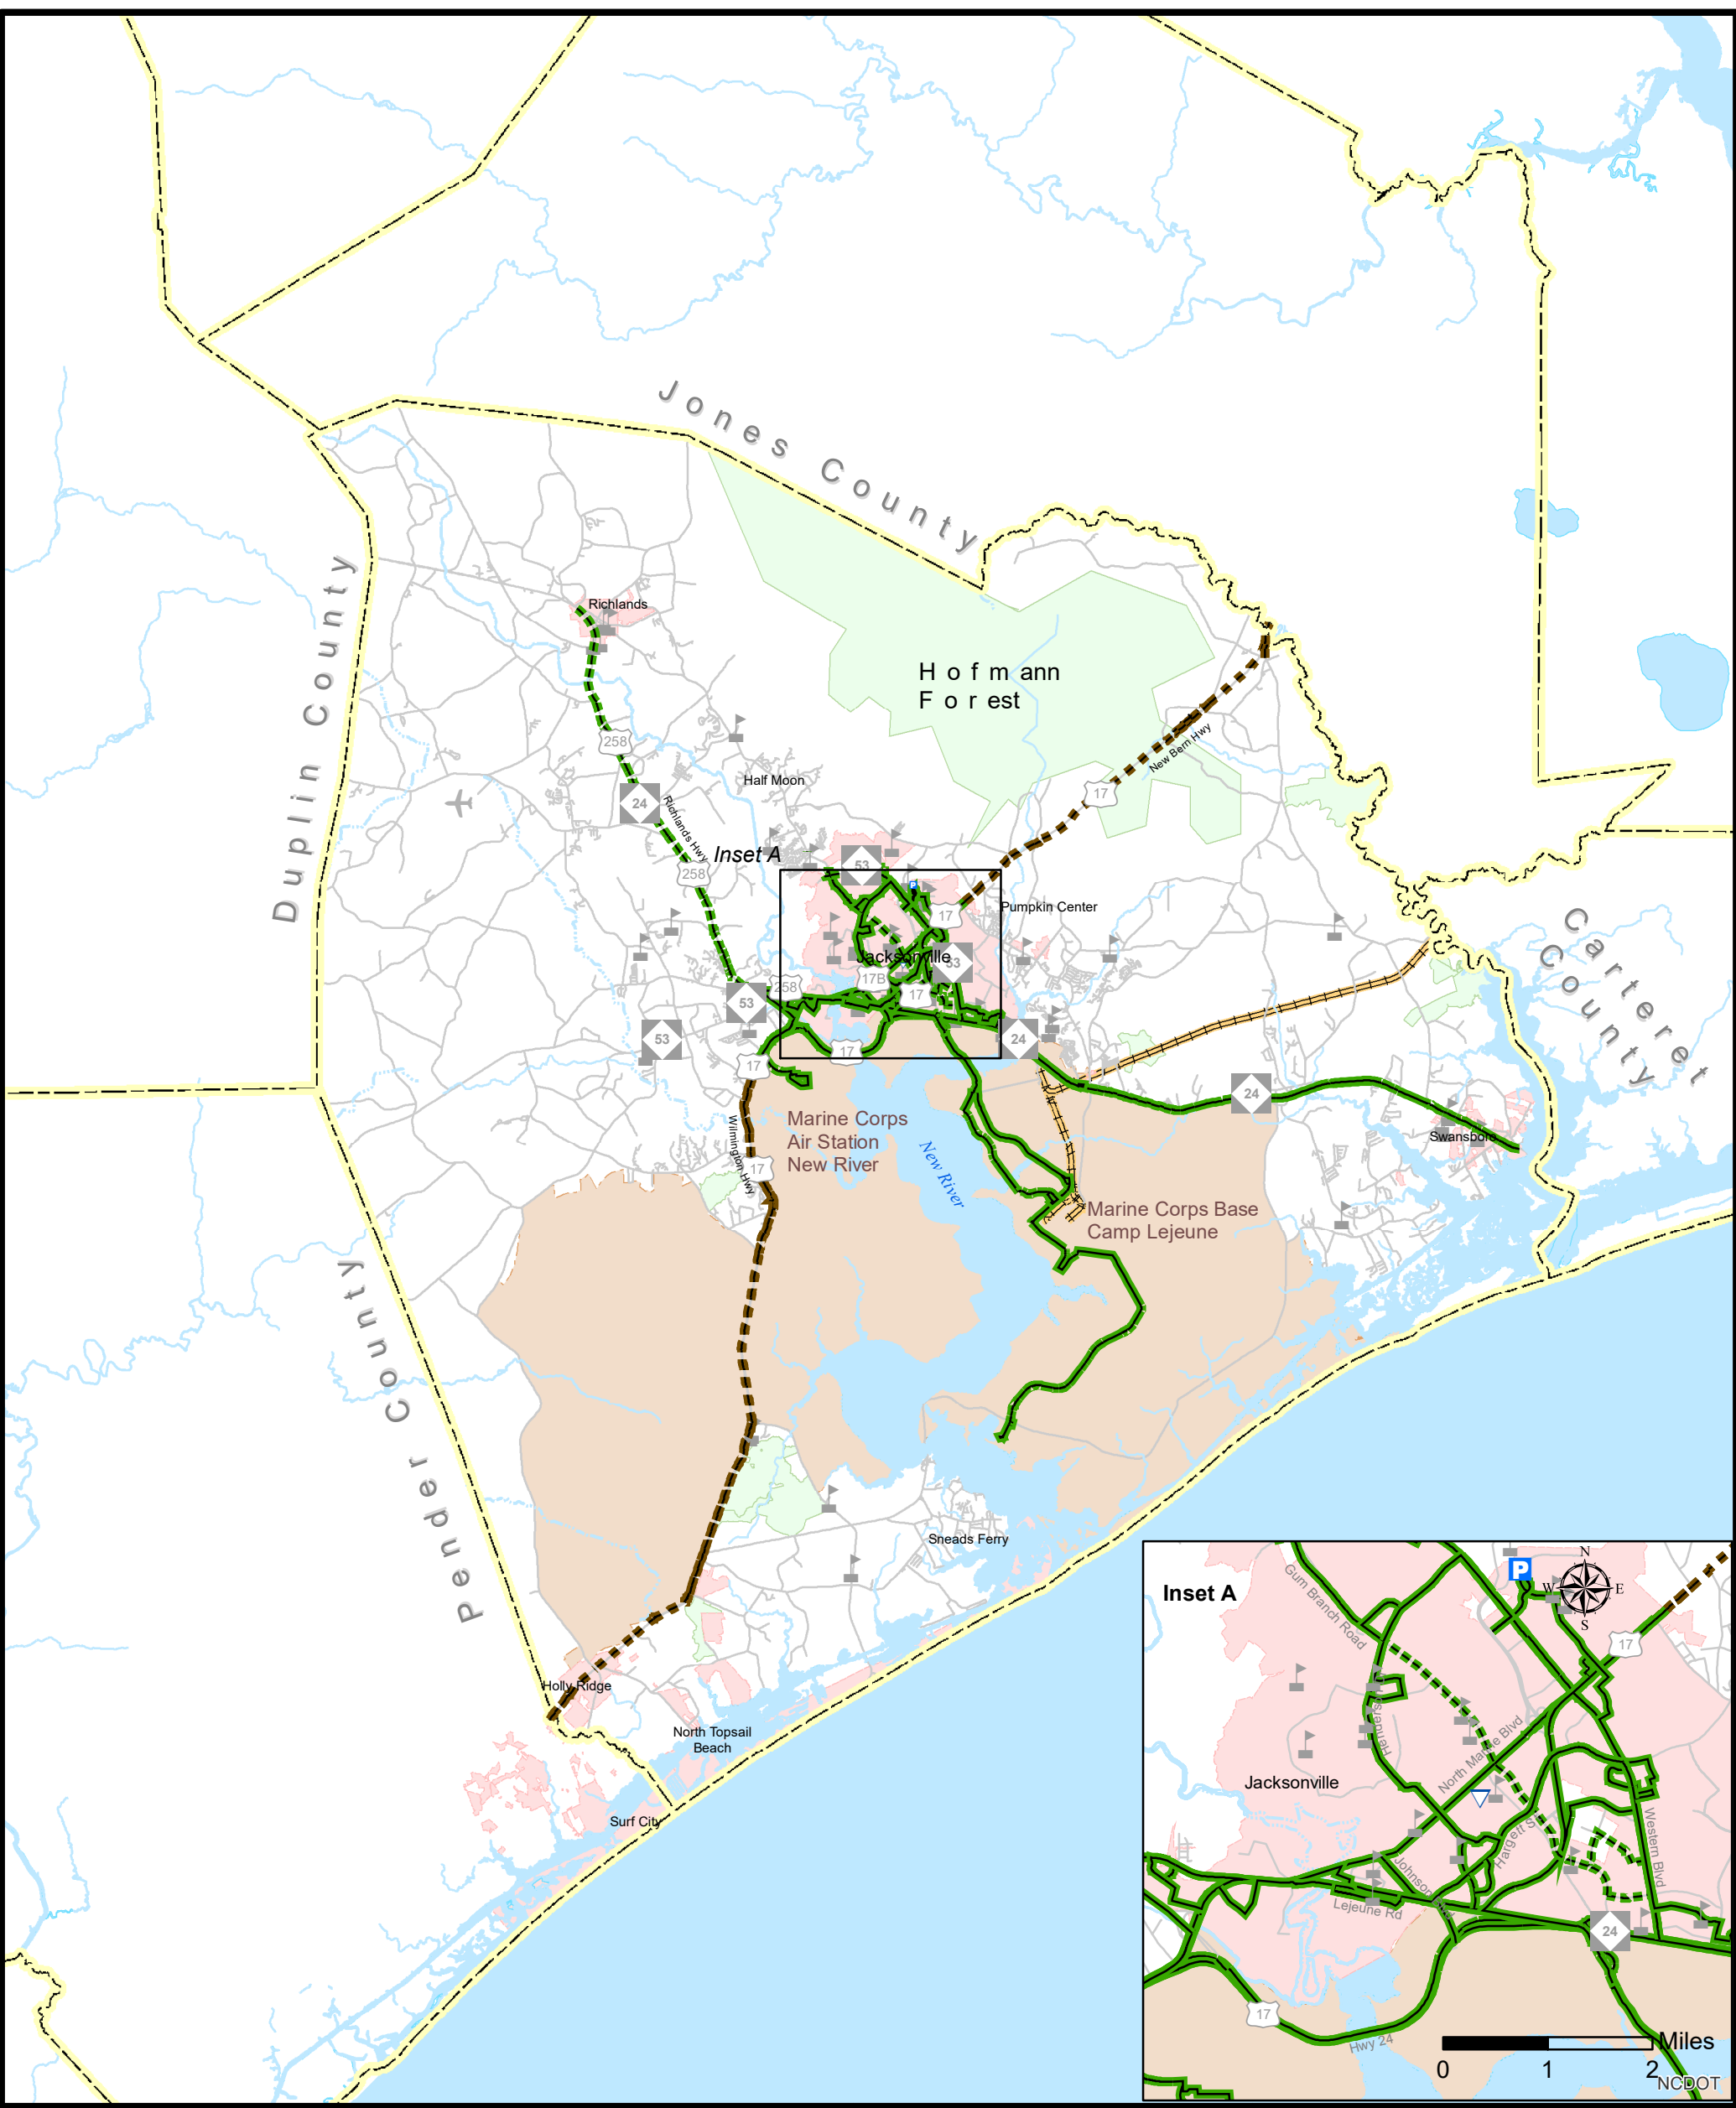 Jones County
Duplin County
Richlands
Hofmann
Forest
258
New Bern Hwy
Half Moon
17
24
Richlands Hwy
Inset A
53
258
Carteret
County
17
Pumpkin Center
Jacksonville
53
17B
258
17
53
53
24
17
17
24
Marine Corps
Air Station
New River
Wilmington Hwy
Swansboro
New River
17
Marine Corps Base
Camp Lejeune
Pender County
Sneads Ferry
Holly Ridge
North Topsail
Beach
Surf City
Inset A
P
N
W
E
S
Gum Branch Road
17
North Marine Blvd
Jacksonville
Western Blvd
Lejeune Rd
24
17
Hwy 24
Miles
0
1
2
NCDOT